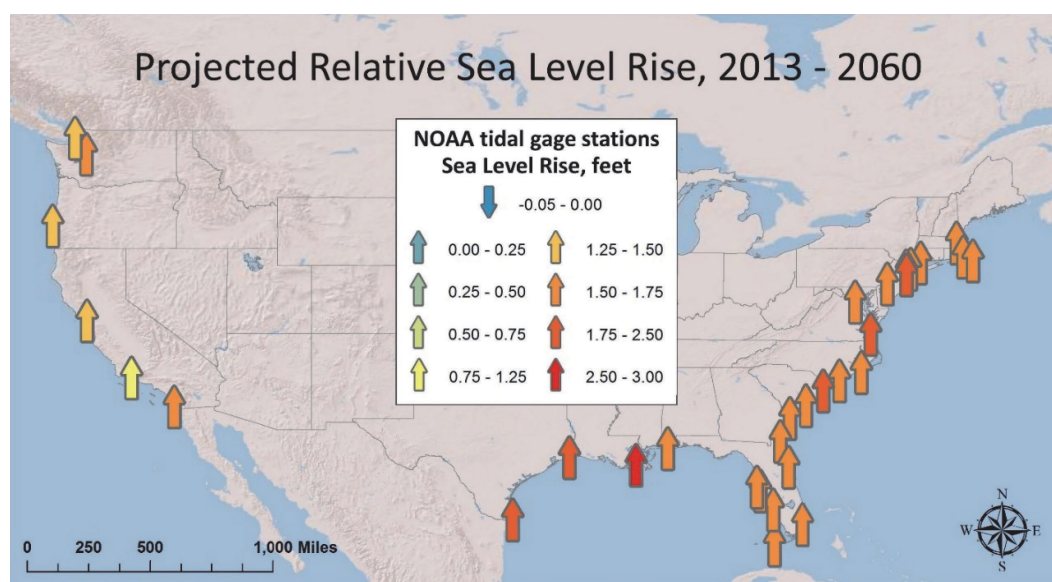 Projected Relative Sea Level Rise, 2013 - 2060
NOAA tidal gage stations
Sea Level Rise, feet
-0.05 - 0.00
0.00 - 0.25
1.25 - 1.50
0.25 - 0.50
1.50 - 1.75
0.50 - 0.75
1.75 - 2.50
0.75 - 1.25
2.50 - 3.00
0 250 500 1,000 Miles
N
W E
S